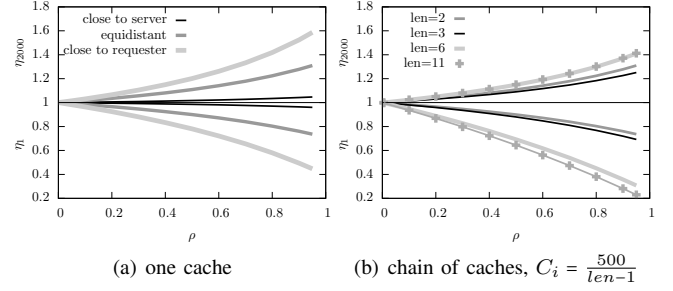 1.8
close to server
equidistant
close to requester
1.6
1.4
1.2
1
0.8
0.6
0.4
0.2
η2000
η1
0 0.2 0.4 0.6 0.8 1
ρ
(a) one cache
1.8
len=2
len=3
len=6
len=11
1.6
1.4
1.2
1
0.8
0.6
0.4
0.2
η2000
η1
0 0.2 0.4 0.6 0.8 1
ρ
(b) chain of caches, C_i = 500/(len−1)